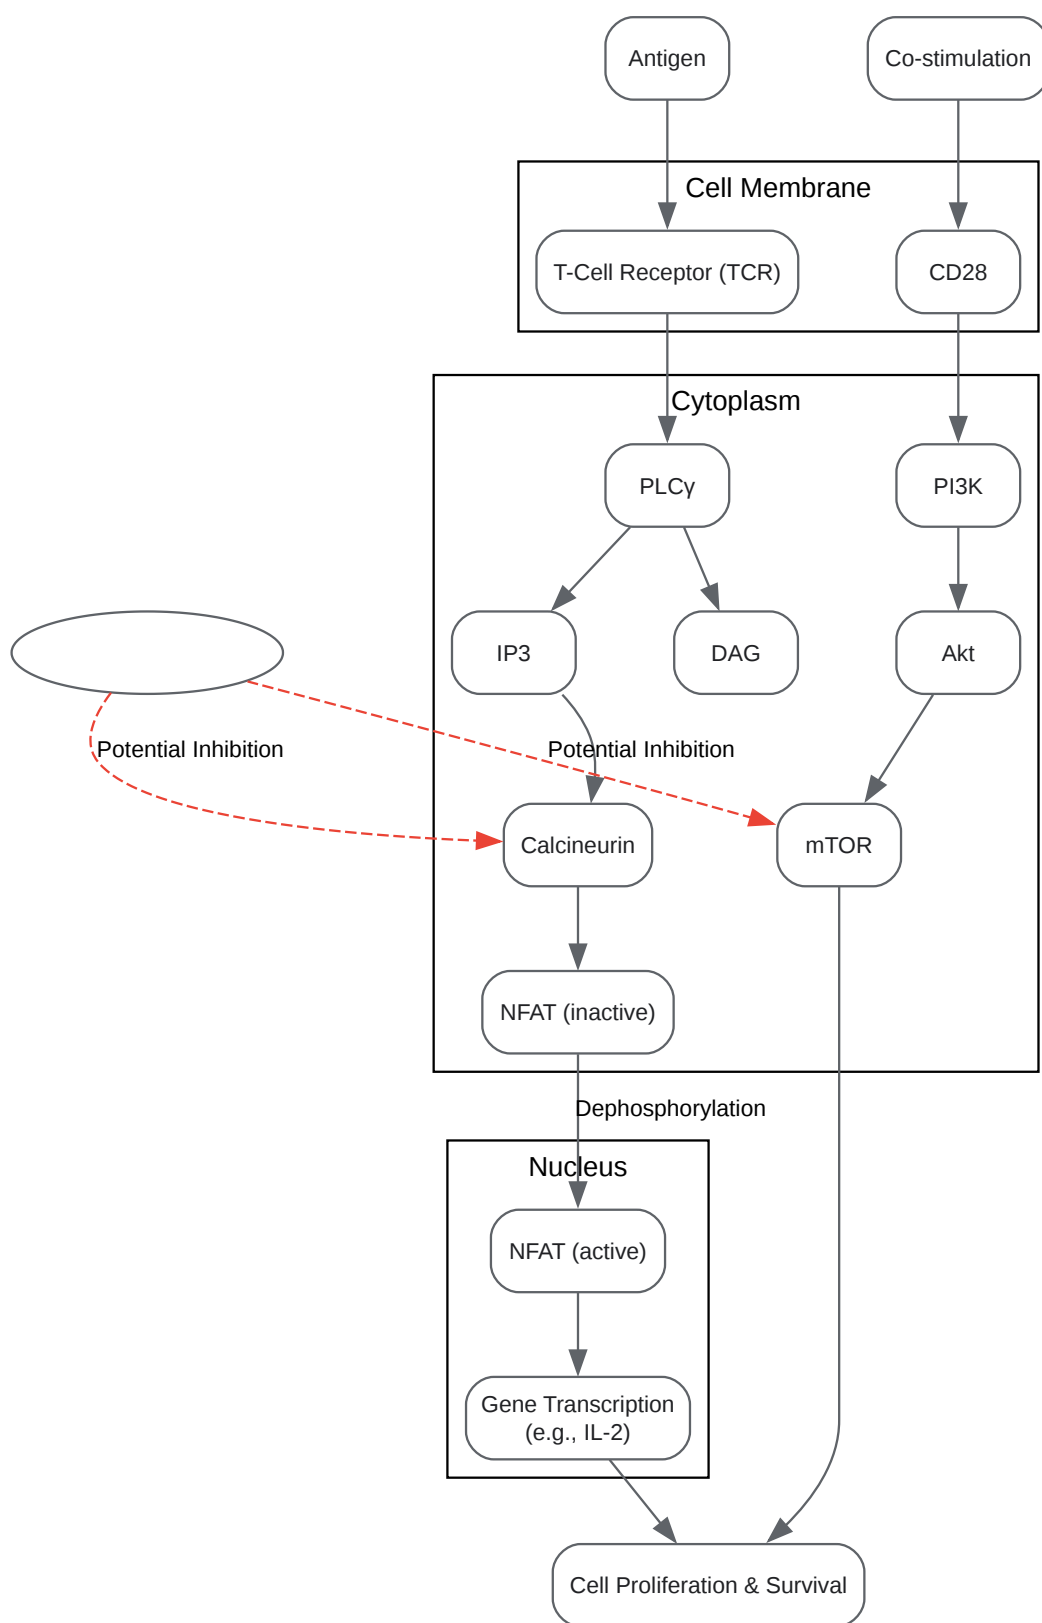 Antigen
Co-stimulation
Cell Membrane
T-Cell Receptor (TCR)
CD28
Cytoplasm
PLCγ
PI3K
IP3
DAG
Akt
Potential Inhibition
Potential Inhibition
Calcineurin
mTOR
NFAT (inactive)
Dephosphorylation
Nucleus
NFAT (active)
Gene Transcription
(e.g., IL-2)
Cell Proliferation & Survival